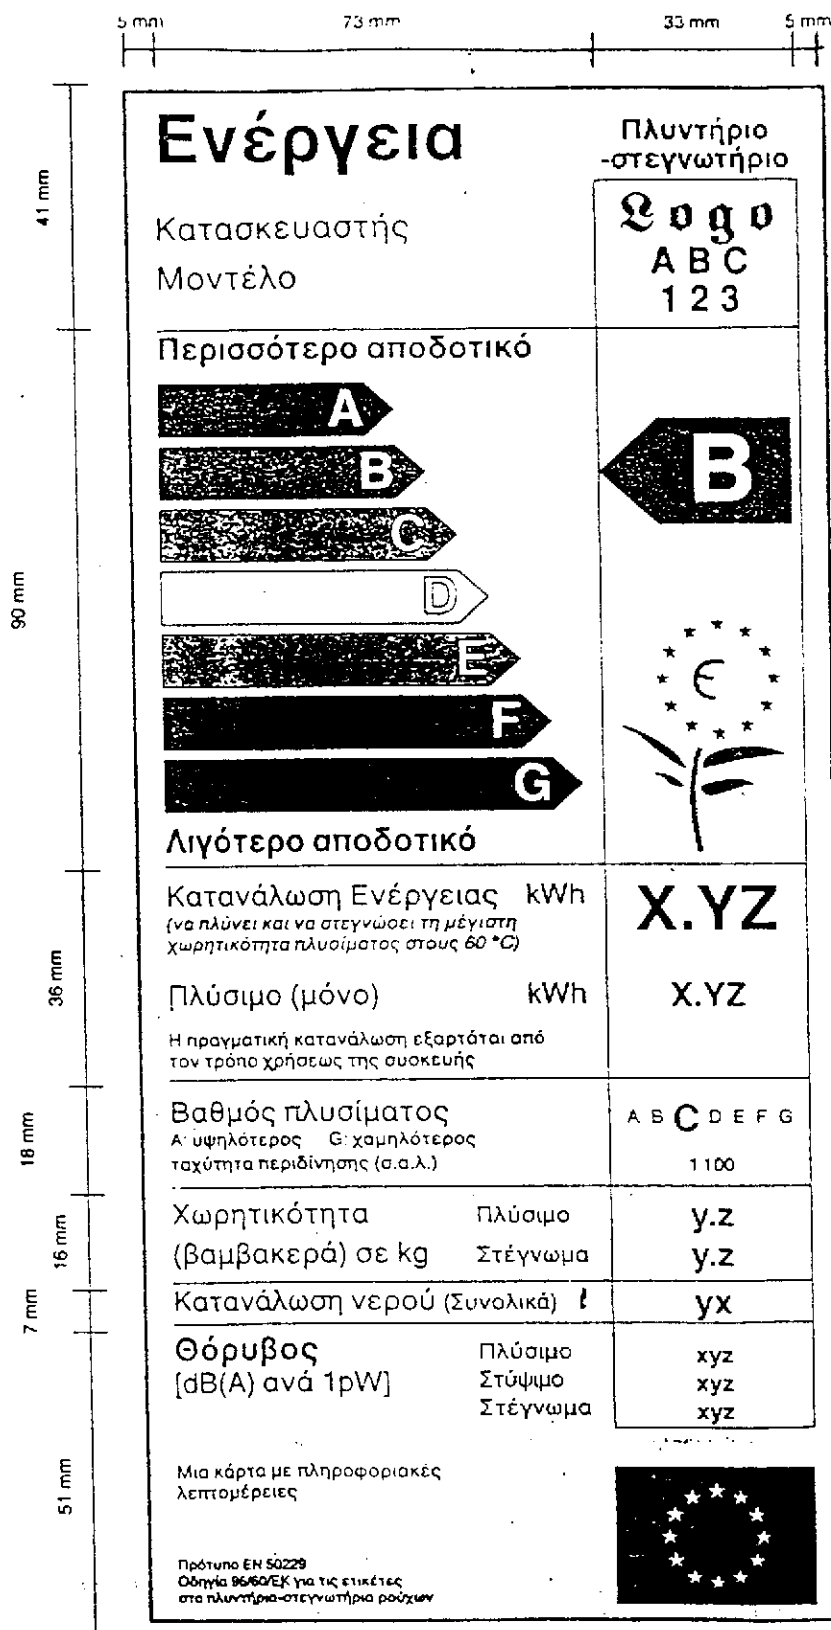 5 mm 73 mm 33 mm 5 mm
41 mm
90 mm
36 mm
18 mm
16 mm
7 mm
51 mm
Ενέργεια
Πλυντήριο
-στεγνωτήριο
Κατασκευαστής
Μοντέλο
Logo
A B C
1 2 3
Περισσότερο αποδοτικό
A
B
C
D
E
F
G
B
Λιγότερο αποδοτικό
Κατανάλωση Ενέργειας kWh X.YZ
(να πλύνει και να στεγνώσει τη μέγιστη
χωρητικότητα πλυσίματος στους 60 °C)
Πλύσιμο (μόνο) kWh X.YZ
Η πραγματική κατανάλωση εξαρτάται από
τον τρόπο χρήσεως της συσκευής
Βαθμός πλυσίματος A B C D E F G
A: υψηλότερος G: χαμηλότερος
ταχύτητα περιδίνησης (σ.α.λ.) 1100
Χωρητικότητα Πλύσιμο y.z
(βαμβακερά) σε kg Στέγνωμα y.z
Κατανάλωση νερού (Συνολικά) ℓ yx
Θόρυβος Πλύσιμο xyz
[dB(A) ανά 1pW] Στύψιμο xyz
Στέγνωμα xyz
Μια κάρτα με πληροφοριακές
λεπτομέρειες
Πρότυπο EN 50229
Οδηγία 96/60/ΕΚ για τις ετικέτες
στα πλυντήρια-στεγνωτήρια ρούχων